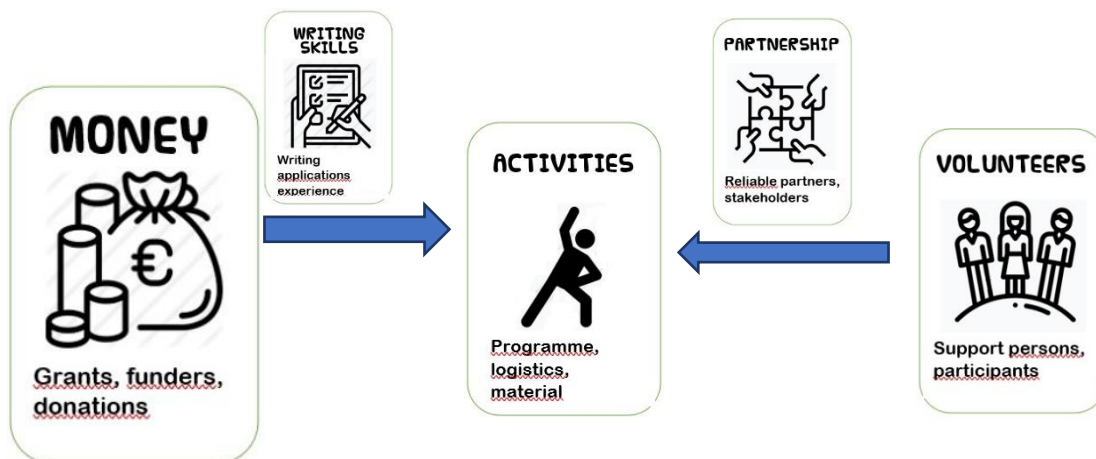 MONEY
€
Grants, funders,
donations
WRITING
SKILLS
Writing
applications
experience
ACTIVITIES
Programme,
logistics,
material
PARTNERSHIP
Reliable partners,
stakeholders
VOLUNTEERS
Support persons,
participants